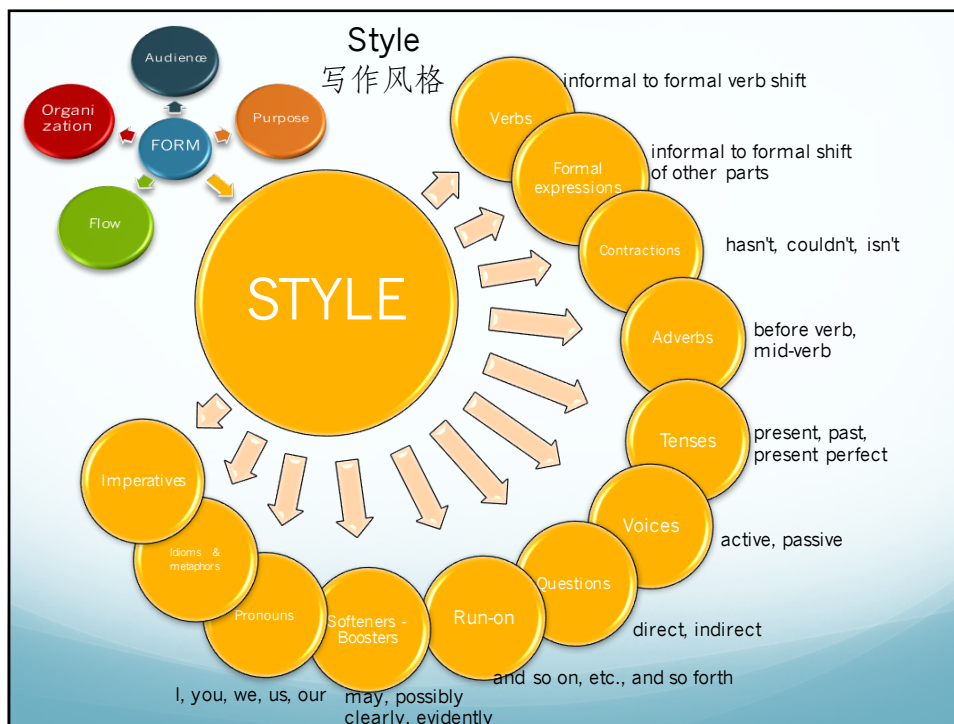 Style
写作风格
Audience
Organi
zation
FORM
Purpose
Flow
STYLE
Verbs
informal to formal verb shift
Formal
expressions
informal to formal shift
of other parts
Contractions
hasn't, couldn't, isn't
Adverbs
before verb,
mid-verb
Tenses
present, past,
present perfect
Voices
active, passive
Questions
direct, indirect
Run-on
and so on, etc., and so forth
Softeners -
Boosters
may, possibly
clearly, evidently
Pronouns
I, you, we, us, our
Idioms &
metaphors
Imperatives